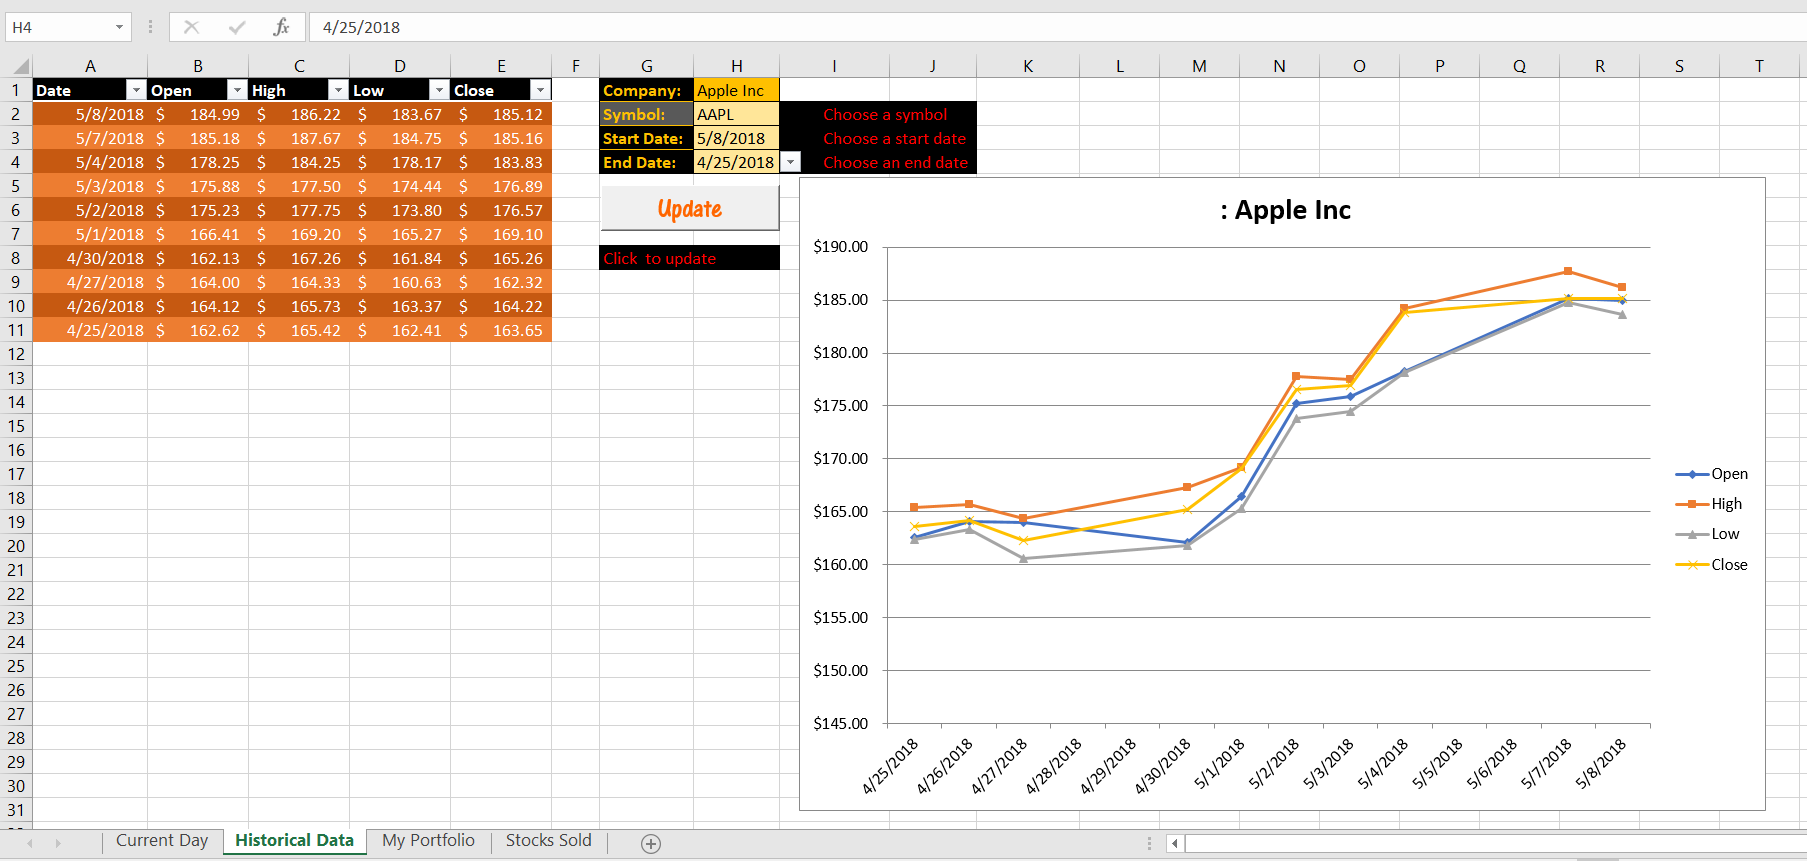 H4 fx 4/25/2018
A B C D E F G H I J K L M N O P Q R S T
1 Date Open High Low Close Company: Apple Inc
2 5/8/2018 $ 184.99 $ 186.22 $ 183.67 $ 185.12 Symbol: AAPL Choose a symbol
3 5/7/2018 $ 185.18 $ 187.67 $ 184.75 $ 185.16 Start Date: 5/8/2018 Choose a start date
4 5/4/2018 $ 178.25 $ 184.25 $ 178.17 $ 183.83 End Date: 4/25/2018 Choose an end date
5 5/3/2018 $ 175.88 $ 177.50 $ 174.44 $ 176.89
6 5/2/2018 $ 175.23 $ 177.75 $ 173.80 $ 176.57 Update
7 5/1/2018 $ 166.41 $ 169.20 $ 165.27 $ 169.10
8 4/30/2018 $ 162.13 $ 167.26 $ 161.84 $ 165.26 Click to update
9 4/27/2018 $ 164.00 $ 164.33 $ 160.63 $ 162.32
10 4/26/2018 $ 164.12 $ 165.73 $ 163.37 $ 164.22
11 4/25/2018 $ 162.62 $ 165.42 $ 162.41 $ 163.65
12
13
14
15
16
17
18
19
20
21
22
23
24
25
26
27
28
29
30
31
: Apple Inc
$190.00
$185.00
$180.00
$175.00
$170.00
$165.00
$160.00
$155.00
$150.00
$145.00
4/25/2018 4/26/2018 4/27/2018 4/28/2018 4/29/2018 4/30/2018 5/1/2018 5/2/2018 5/3/2018 5/4/2018 5/5/2018 5/6/2018 5/7/2018 5/8/2018
Open
High
Low
Close
Current Day Historical Data My Portfolio Stocks Sold